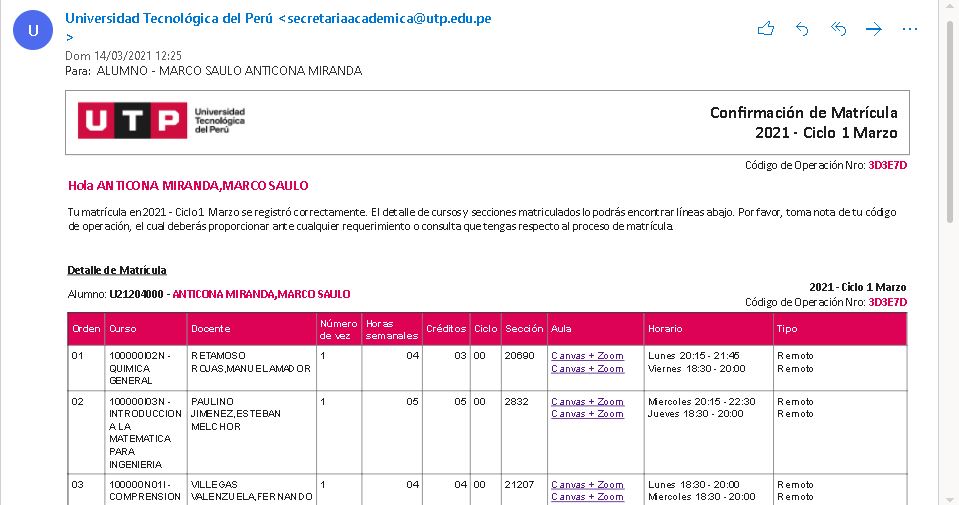 U
Universidad Tecnológica del Perú <secretariaacademica@utp.edu.pe
>
Dom 14/03/2021 12:25
Para: ALUMNO - MARCO SAULO ANTICONA MIRANDA
UTP
Universidad
Tecnológica
del Perú
Confirmación de Matrícula
2021 - Ciclo 1 Marzo
Código de Operación Nro: 3D3E7D
Hola ANTICONA MIRANDA,MARCO SAULO
Tu matrícula en 2021 - Ciclo 1 Marzo se registró correctamente. El detalle de cursos y secciones matriculados lo podrás encontrar líneas abajo. Por favor, toma nota de tu código
de operación, el cual deberás proporcionar ante cualquier requerimiento o consulta que tengas respecto al proceso de matrícula.
Detalle de Matrícula
2021 - Ciclo 1 Marzo
Alumno: U21204000 - ANTICONA MIRANDA,MARCO SAULO
Código de Operación Nro: 3D3E7D
Orden Curso Docente Número de vez Horas semanales Créditos Ciclo Sección Aula Horario Tipo
01 100000I02N - RETAMOSO 1 04 03 00 20690 Canvas + Zoom Lunes 20:15 - 21:45 Remoto
QUIMICA ROJAS,MANUEL AMADOR Canvas + Zoom Viernes 18:30 - 20:00 Remoto
GENERAL
02 100000I03N - PAULINO 1 05 05 00 2832 Canvas + Zoom Miercoles 20:15 - 22:30 Remoto
INTRODUCCION JIMENEZ,ESTEBAN Canvas + Zoom Jueves 18:30 - 20:00 Remoto
A LA MELCHOR
MATEMATICA
PARA
INGENIERIA
03 100000N01I - VILLEGAS 1 04 04 00 21207 Canvas + Zoom Lunes 18:30 - 20:00 Remoto
COMPRENSION VALENZUELA,FERNANDO Canvas + Zoom Miercoles 18:30 - 20:00 Remoto